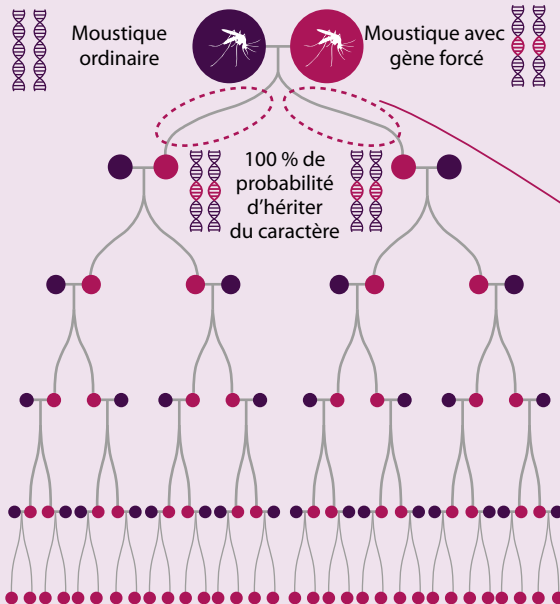 Moustique
ordinaire
Moustique avec
gène forcé
100 % de
probabilité
d’hériter
du caractère